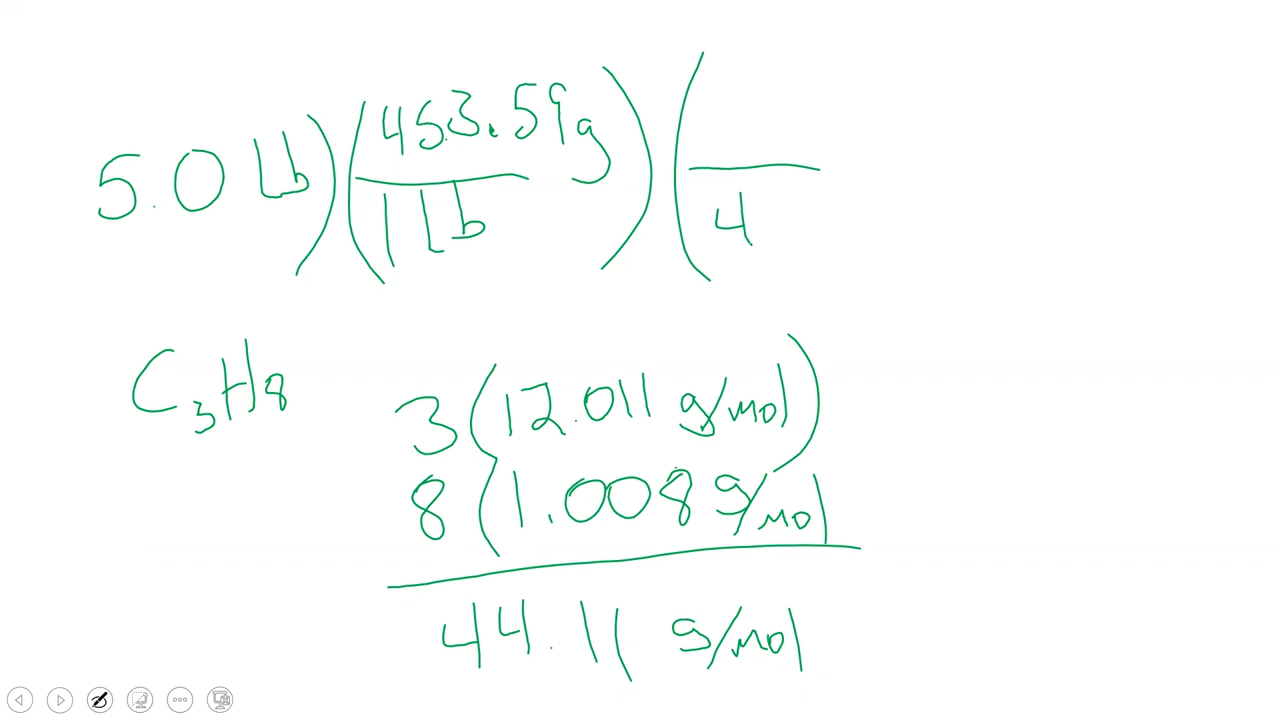 5.0 Lb) (453.59g / 1 Lb) ( / 4
C3H8
3 (12.011 g/mol)
8 (1.008 g/mol
44.11 g/mol